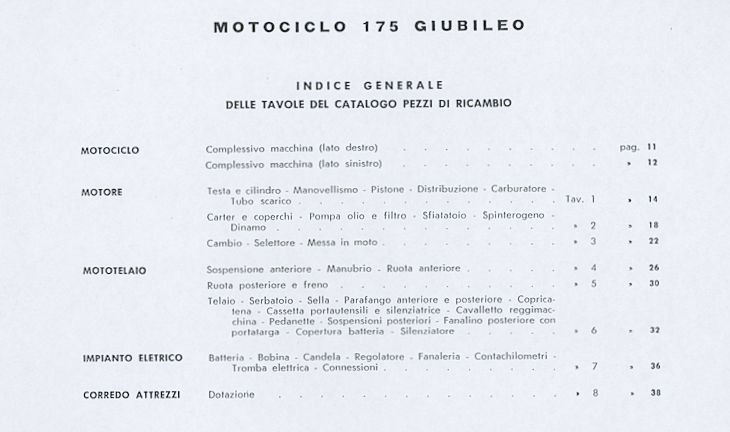 MOTOCICLO 175 GIUBILEO
INDICE GENERALE
DELLE TAVOLE DEL CATALOGO PEZZI DI RICAMBIO
MOTOCICLO Complessivo macchina (lato destro) . . . . . . . . . . pag. 11
Complessivo macchina (lato sinistro) . . . . . . . . . . » 12
MOTORE Testa e cilindro - Manovellismo - Pistone - Distribuzione - Carburatore -
Tubo scarico . . . . . . . . . . . . Tav. 1 » 14
Carter e coperchi - Pompa olio e filtro - Sfiatatoio - Spinterogeno -
Dinamo . . . . . . . . . . . . . » 2 » 18
Cambio - Selettore - Messa in moto . . . . . . . . . » 3 » 22
MOTOTELAIO Sospensione anteriore - Manubrio - Ruota anteriore . . . . . » 4 » 26
Ruota posteriore e freno . . . . . . . . . . . » 5 » 30
Telaio - Serbatoio - Sella - Parafango anteriore e posteriore - Coprica-
tena - Cassetta portautensili e silenziatrice - Cavalletto reggimac-
china - Pedanette - Sospensioni posteriori - Fanalino posteriore con
portatarga - Copertura batteria - Silenziatore . . . . . » 6 » 32
IMPIANTO ELETRICO Batteria - Bobina - Candela - Regolatore - Fanaleria - Contachilometri -
Tromba elettrica - Connessioni . . . . . . . . . » 7 » 36
CORREDO ATTREZZI Dotazione . . . . . . . . . . . . . . » 8 » 38